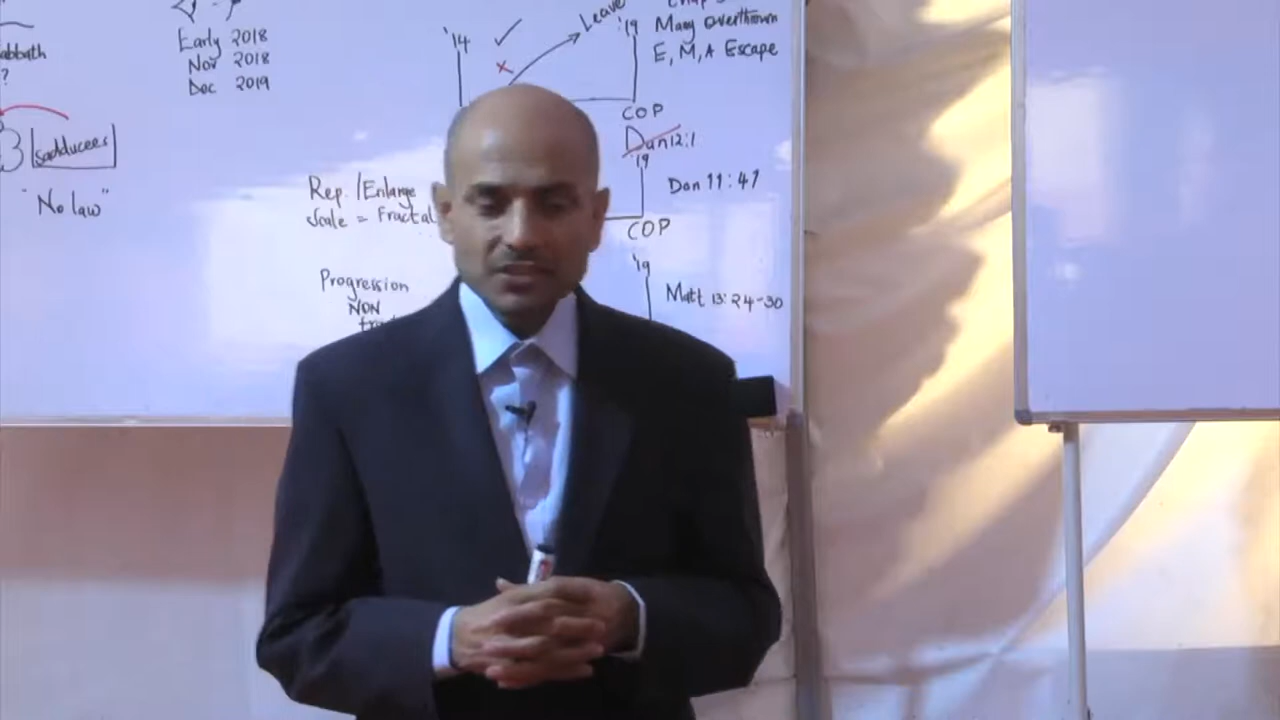 Sabbath
?
3 Sadducees
"No law"
Early 2018
Nov 2018
Dec 2019
'14
Leave
'19
Many overthrown
E, M, A Escape
COP
Dan 12:1
'19
Dan 11:41
COP
Rep. /Enlarge
Scale = Fractal
'19
Matt 13:24-30
Progression
NON